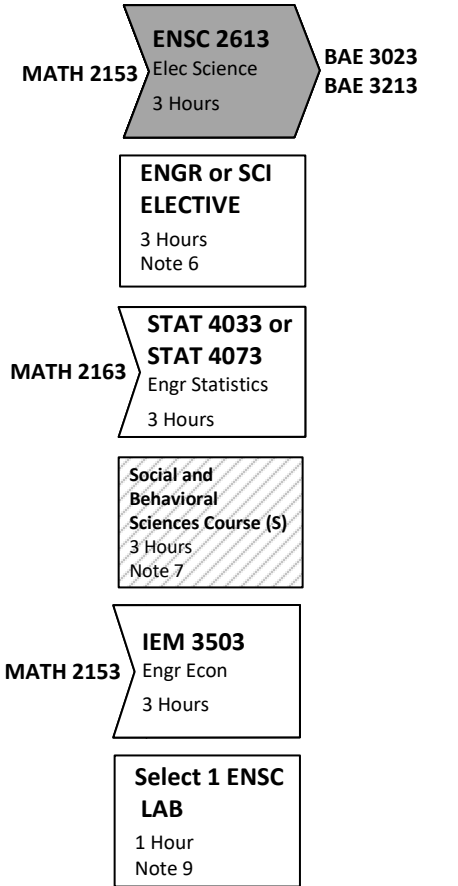 MATH 2153
ENSC 2613
Elec Science
3 Hours
BAE 3023
BAE 3213
ENGR or SCI
ELECTIVE
3 Hours
Note 6
MATH 2163
STAT 4033 or
STAT 4073
Engr Statistics
3 Hours
Social and
Behavioral
Sciences Course (S)
3 Hours
Note 7
MATH 2153
IEM 3503
Engr Econ
3 Hours
Select 1 ENSC
LAB
1 Hour
Note 9